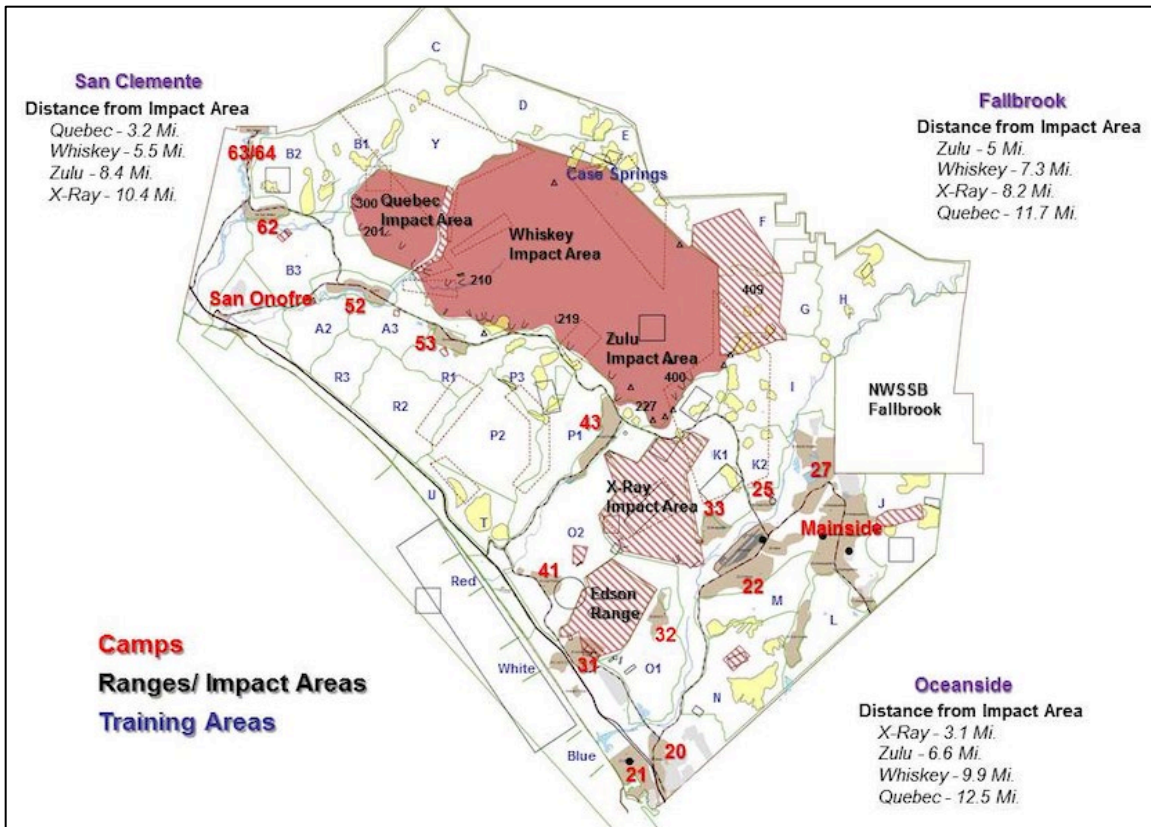 San Clemente
Distance from Impact Area
Quebec - 3.2 Mi.
Whiskey - 5.5 Mi.
Zulu - 8.4 Mi.
X-Ray - 10.4 Mi.
Fallbrook
Distance from Impact Area
Zulu - 5 Mi.
Whiskey - 7.3 Mi.
X-Ray - 8.2 Mi.
Quebec - 11.7 Mi.
C
D
E
Case Springs
63/64
B2
B1
Y
300
Quebec
Impact Area
201
62
Whiskey
Impact Area
210
F
B3
San Onofre
52
A2
A3
53
219
409
G
H
Zulu
Impact Area
400
227
R3
R1
R2
P3
P2
P1
43
I
NWSSB
Fallbrook
K1
K2
27
25
X-Ray
Impact Area
33
J
Mainside
U
T
O2
41
22
M
L
Red
Edson
Range
32
31
O1
White
N
Blue
20
21
Camps
Ranges/ Impact Areas
Training Areas
Oceanside
Distance from Impact Area
X-Ray - 3.1 Mi.
Zulu - 6.6 Mi.
Whiskey - 9.9 Mi.
Quebec - 12.5 Mi.